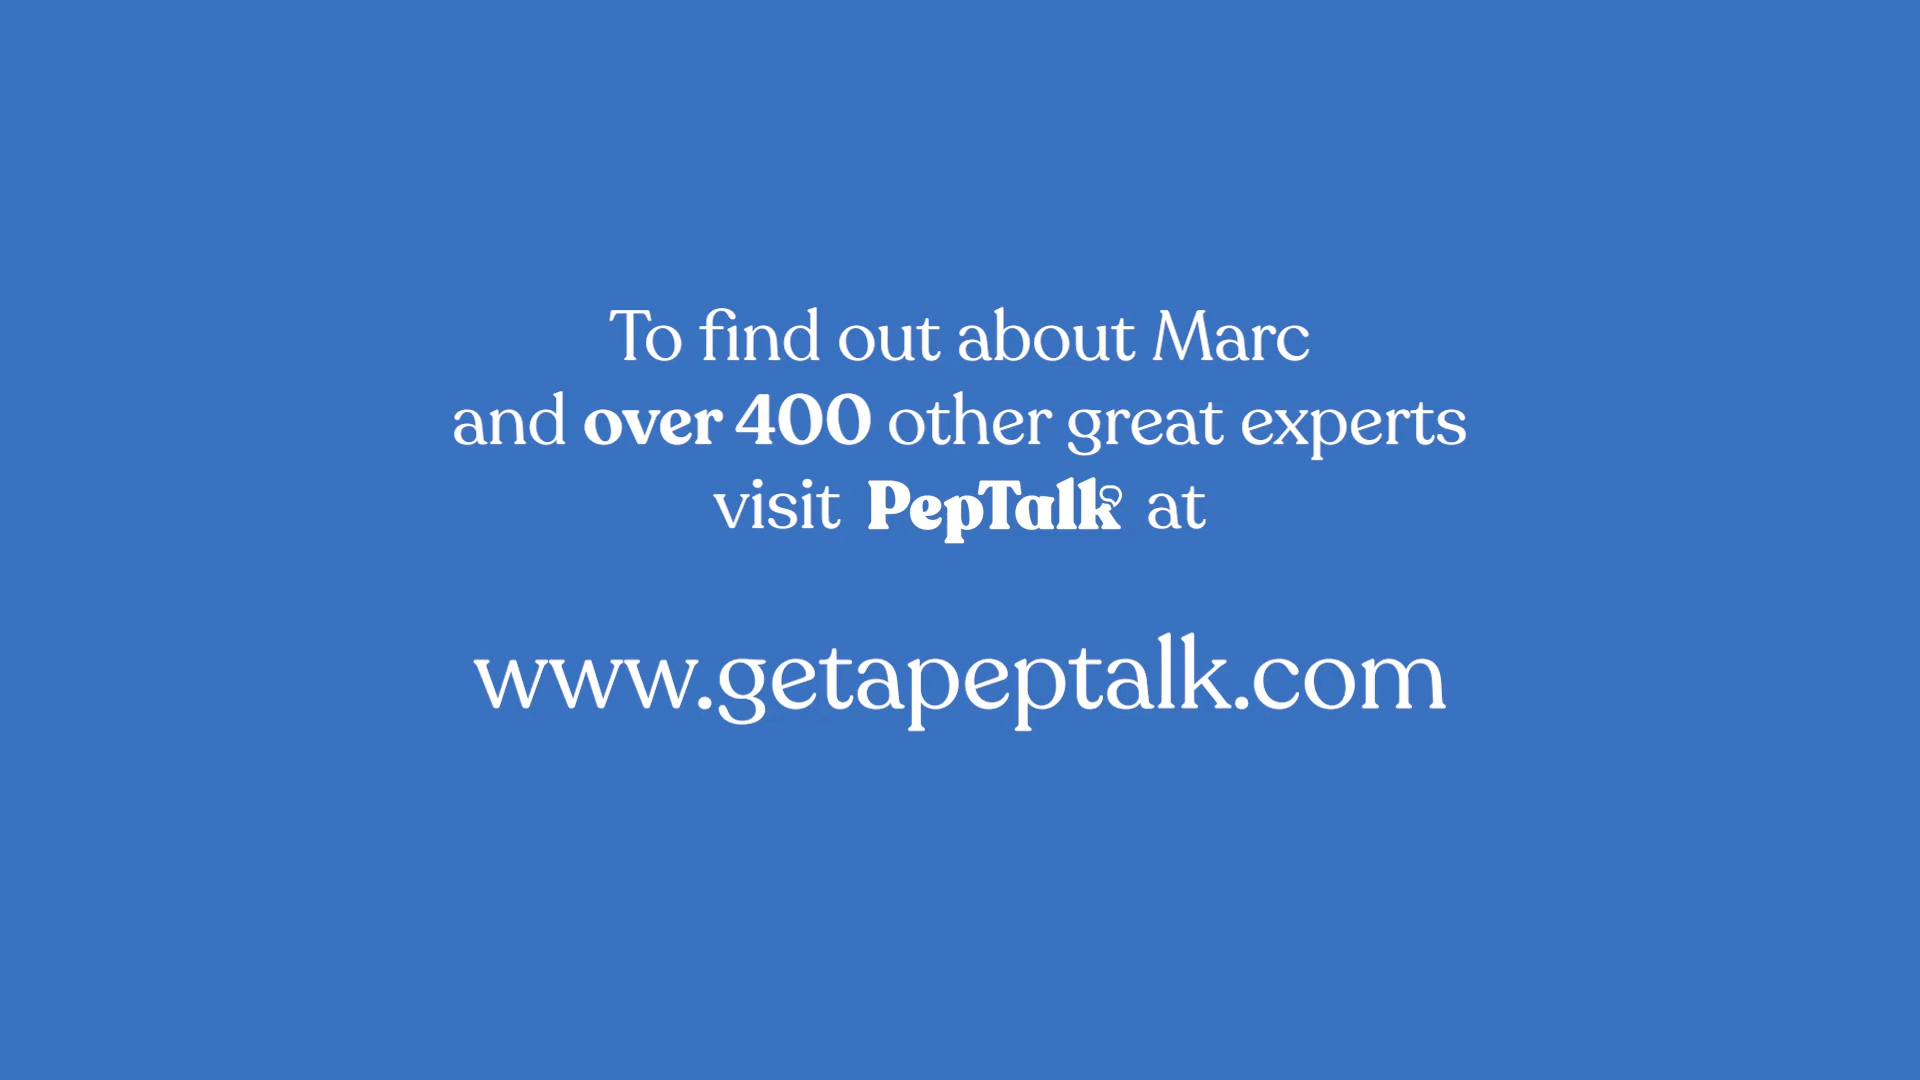 To find out about Marc
and over 400 other great experts
visit PepTalk at
www.getapeptalk.com